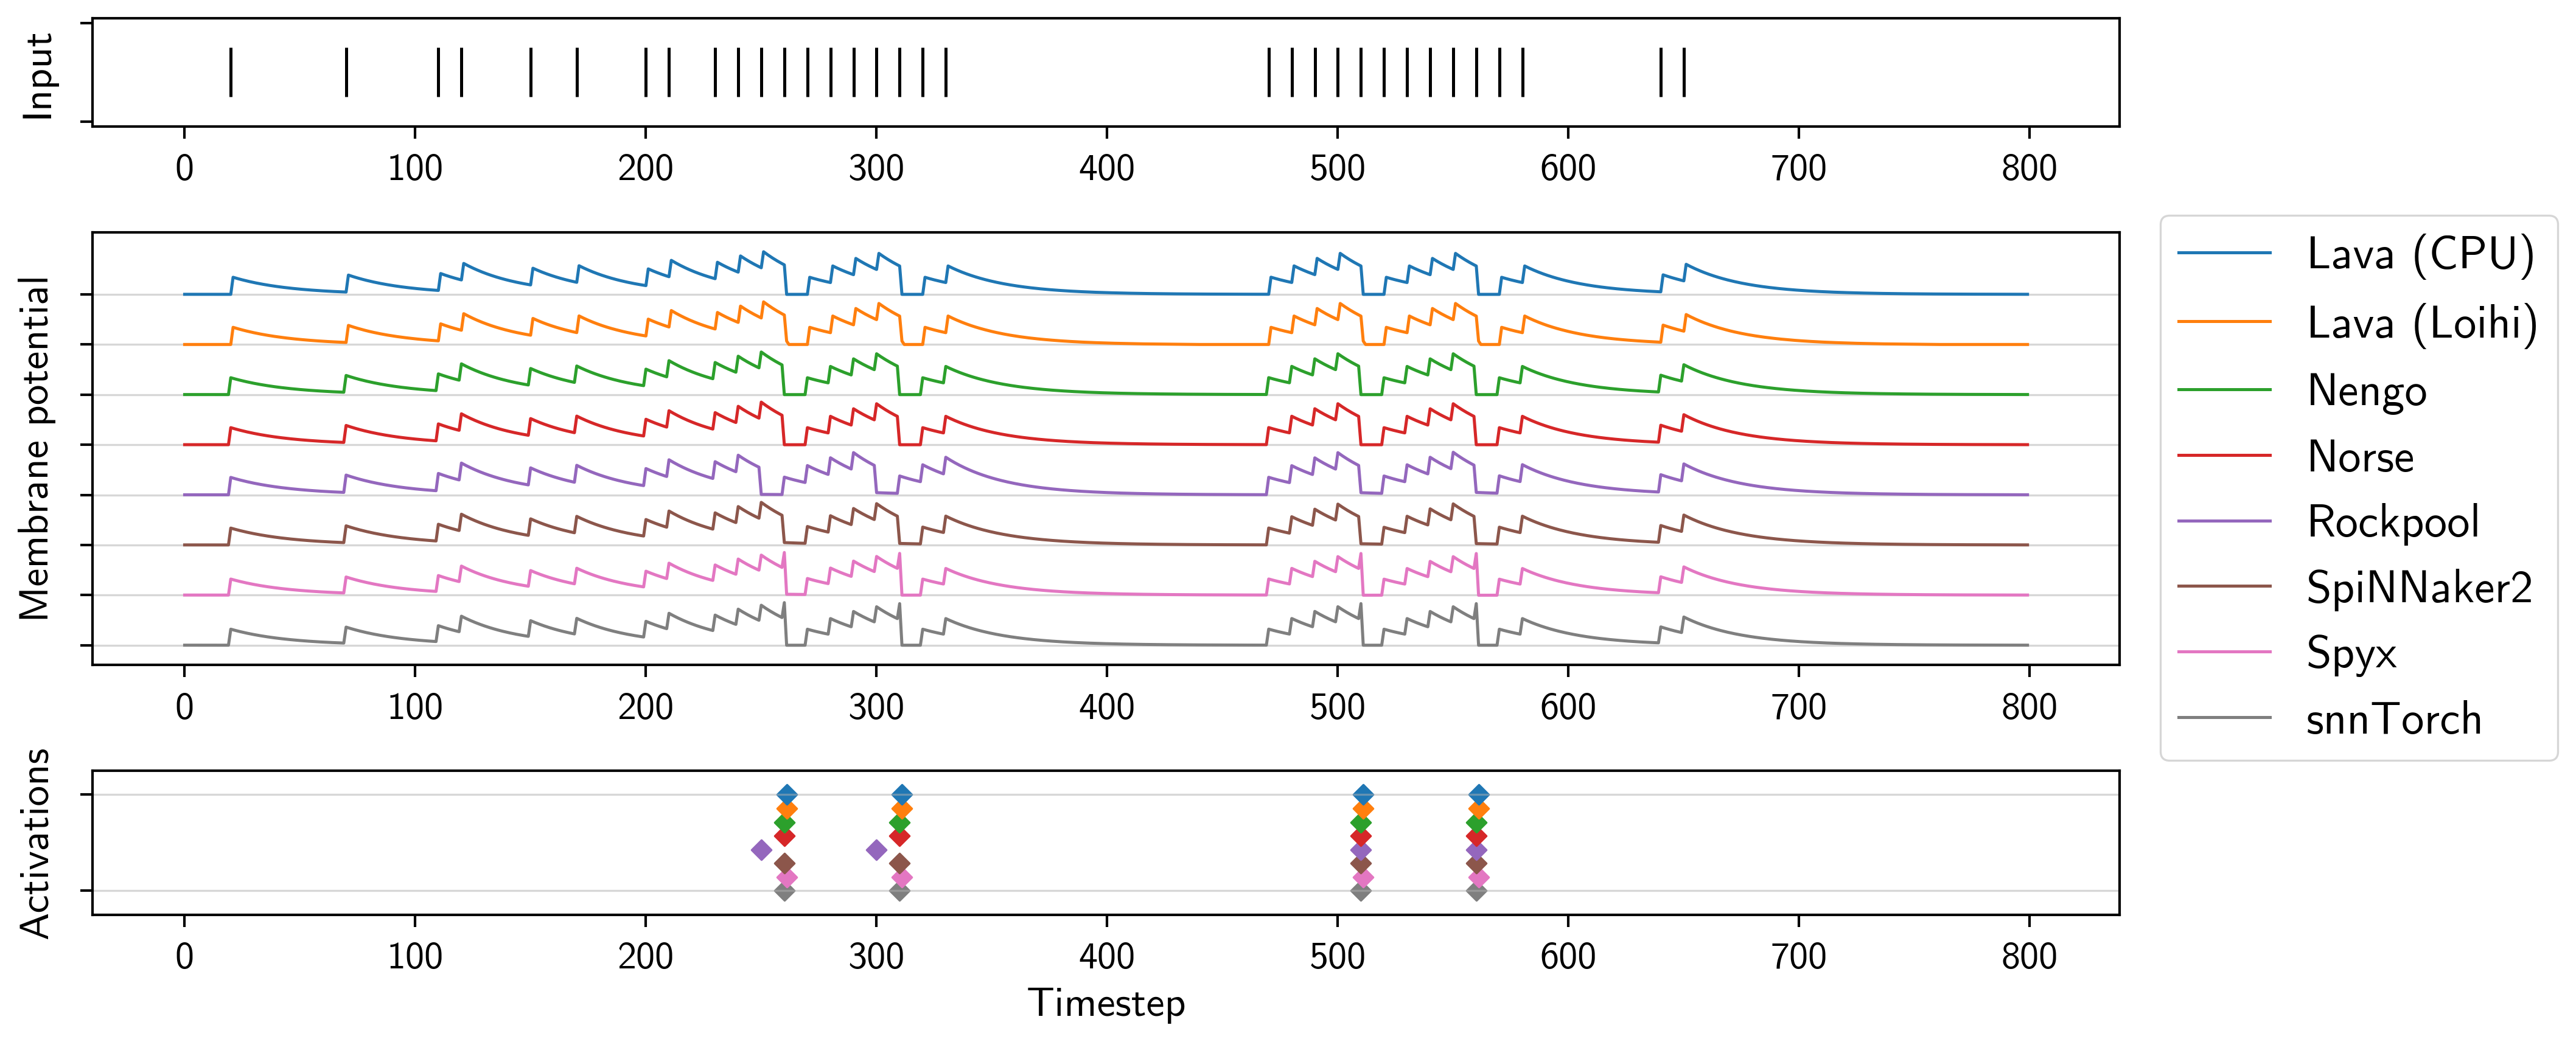 Input
0 100 200 300 400 500 600 700 800
Membrane potential
0 100 200 300 400 500 600 700 800
Lava (CPU)
Lava (Loihi)
Nengo
Norse
Rockpool
SpiNNaker2
Spyx
snnTorch
Activations
0 100 200 300 400 500 600 700 800
Timestep